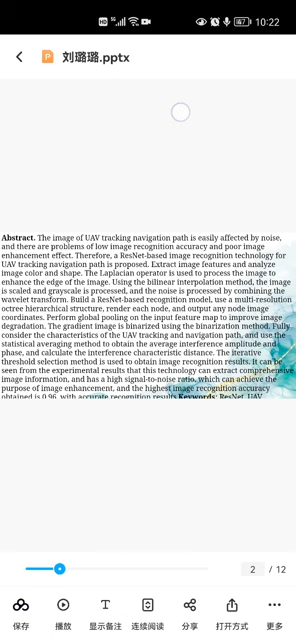 HD 5G 67 10:22
刘璐璐.pptx
Abstract. The image of UAV tracking navigation path is easily affected by noise,
and there are problems of low image recognition accuracy and poor image
enhancement effect. Therefore, a ResNet-based image recognition technology for
UAV tracking navigation path is proposed. Extract image features and analyze
image color and shape. The Laplacian operator is used to process the image to
enhance the edge of the image. Using the bilinear interpolation method, the image
is scaled and grayscale is processed, and the noise is processed by combining the
wavelet transform. Build a ResNet-based recognition model, use a multi-resolution
octree hierarchical structure, render each node, and output any node image
coordinates. Perform global pooling on the input feature map to improve image
degradation. The gradient image is binarized using the binarization method. Fully
consider the characteristics of the UAV tracking and navigation path, and use the
statistical averaging method to obtain the average interference amplitude and
phase, and calculate the interference characteristic distance. The iterative
threshold selection method is used to obtain image recognition results. It can be
seen from the experimental results that this technology can extract comprehensive
image information, and has a high signal-to-noise ratio, which can achieve the
purpose of image enhancement, and the highest image recognition accuracy
obtained is 0.96, with accurate recognition results.Keywords: ResNet, UAV
2 / 12
保存 播放 显示备注 连续阅读 分享 打开方式 更多